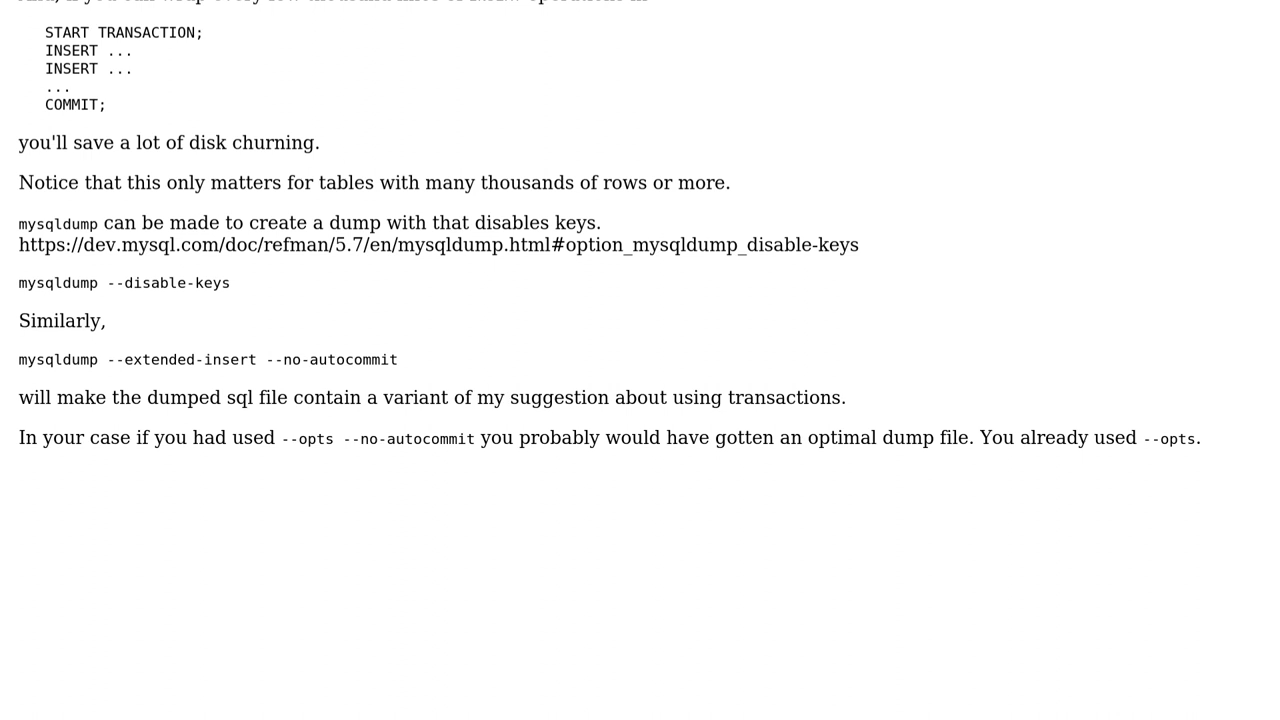 START TRANSACTION;
INSERT ...
INSERT ...
...
COMMIT;
you'll save a lot of disk churning.
Notice that this only matters for tables with many thousands of rows or more.
mysqldump can be made to create a dump with that disables keys.
https://dev.mysql.com/doc/refman/5.7/en/mysqldump.html#option_mysqldump_disable-keys
mysqldump --disable-keys
Similarly,
mysqldump --extended-insert --no-autocommit
will make the dumped sql file contain a variant of my suggestion about using transactions.
In your case if you had used --opts --no-autocommit you probably would have gotten an optimal dump file. You already used --opts.